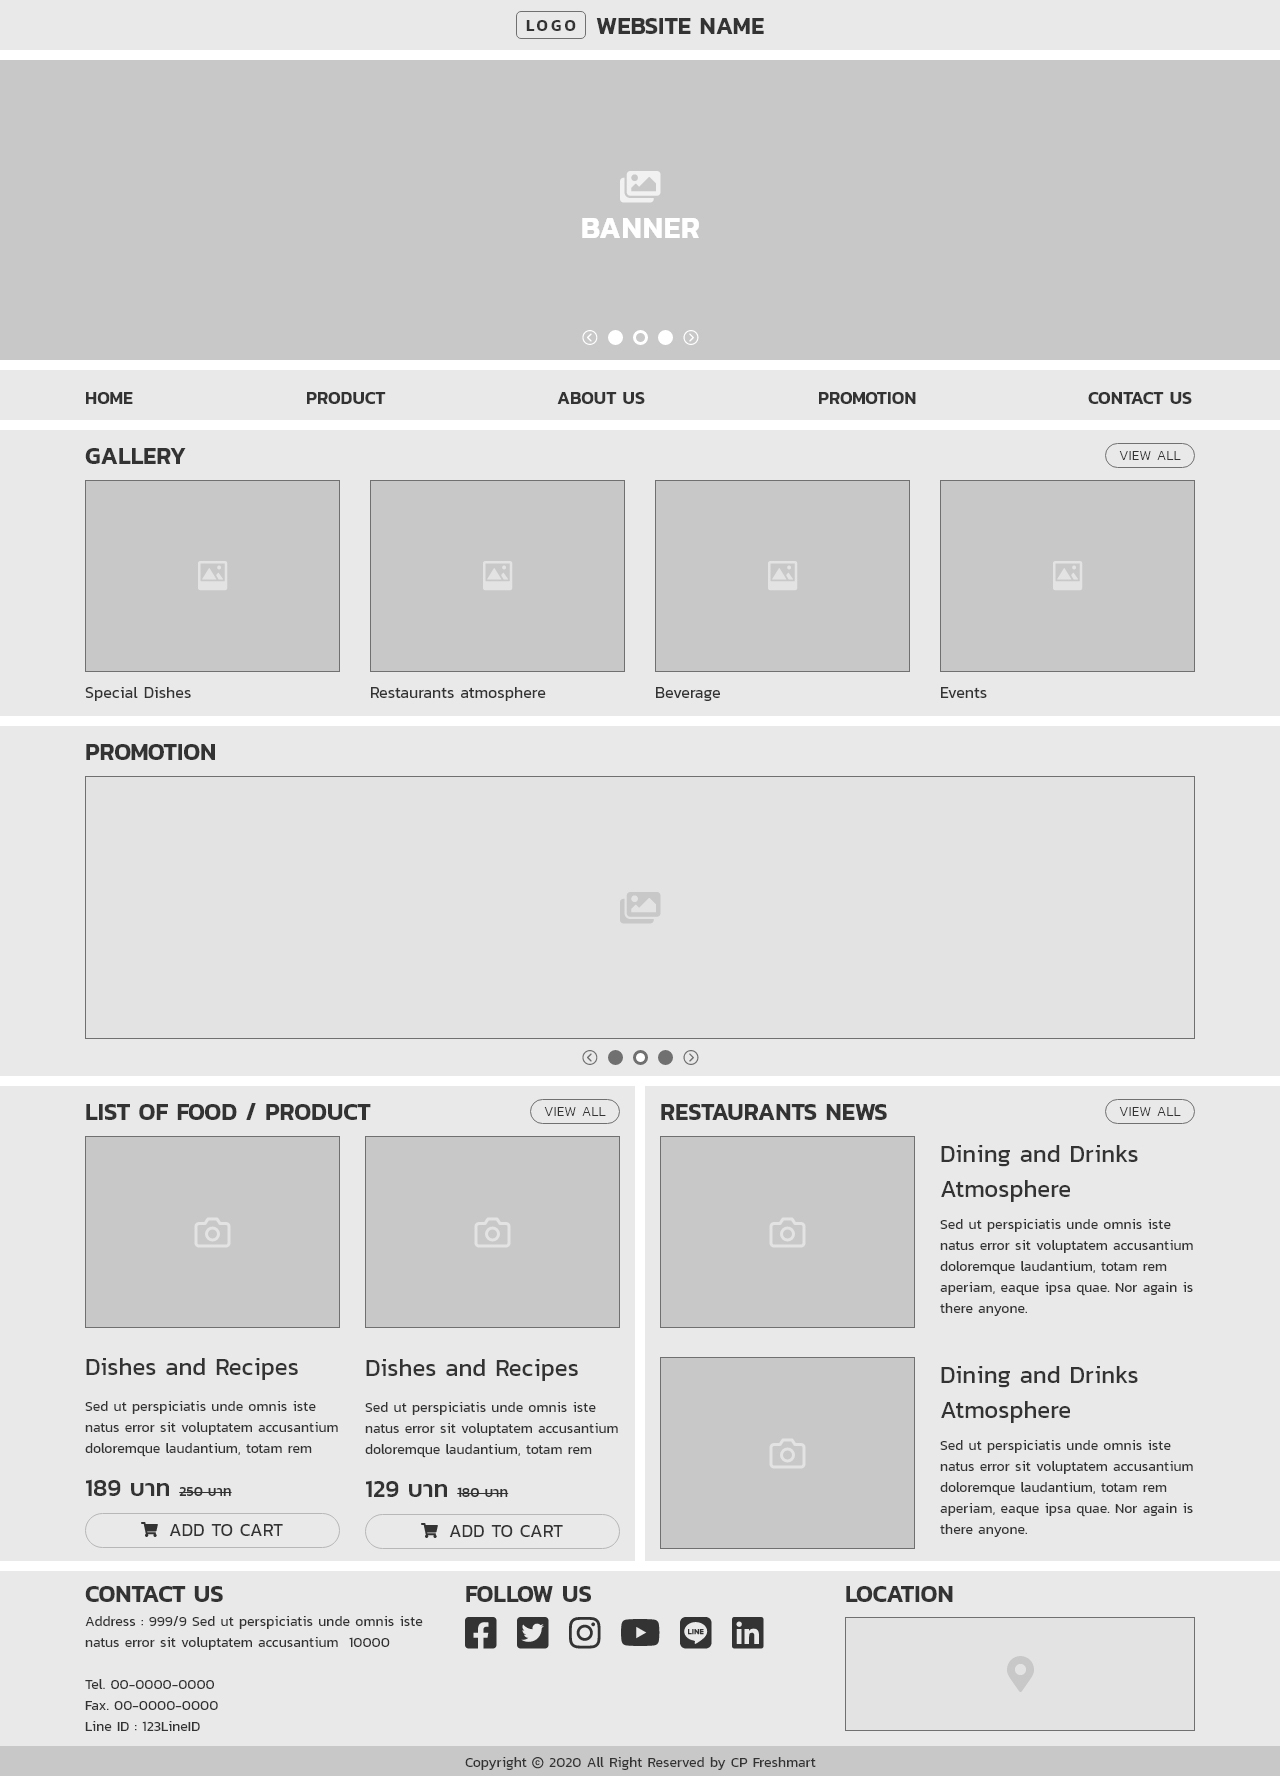 LOGO WEBSITE NAME
BANNER
HOME PRODUCT ABOUT US PROMOTION CONTACT US
GALLERY VIEW ALL
Special Dishes Restaurants atmosphere Beverage Events
PROMOTION
LIST OF FOOD / PRODUCT VIEW ALL
Dishes and Recipes
Sed ut perspiciatis unde omnis iste
natus error sit voluptatem accusantium
doloremque laudantium, totam rem
189 บาท 250 บาท
ADD TO CART
Dishes and Recipes
Sed ut perspiciatis unde omnis iste
natus error sit voluptatem accusantium
doloremque laudantium, totam rem
129 บาท 180 บาท
ADD TO CART
RESTAURANTS NEWS VIEW ALL
Dining and Drinks
Atmosphere
Sed ut perspiciatis unde omnis iste
natus error sit voluptatem accusantium
doloremque laudantium, totam rem
aperiam, eaque ipsa quae. Nor again is
there anyone.
Dining and Drinks
Atmosphere
Sed ut perspiciatis unde omnis iste
natus error sit voluptatem accusantium
doloremque laudantium, totam rem
aperiam, eaque ipsa quae. Nor again is
there anyone.
CONTACT US
Address : 999/9 Sed ut perspiciatis unde omnis iste
natus error sit voluptatem accusantium 10000
Tel. 00-0000-0000
Fax. 00-0000-0000
Line ID : 123LineID
FOLLOW US
LINE
LOCATION
Copyright © 2020 All Right Reserved by CP Freshmart